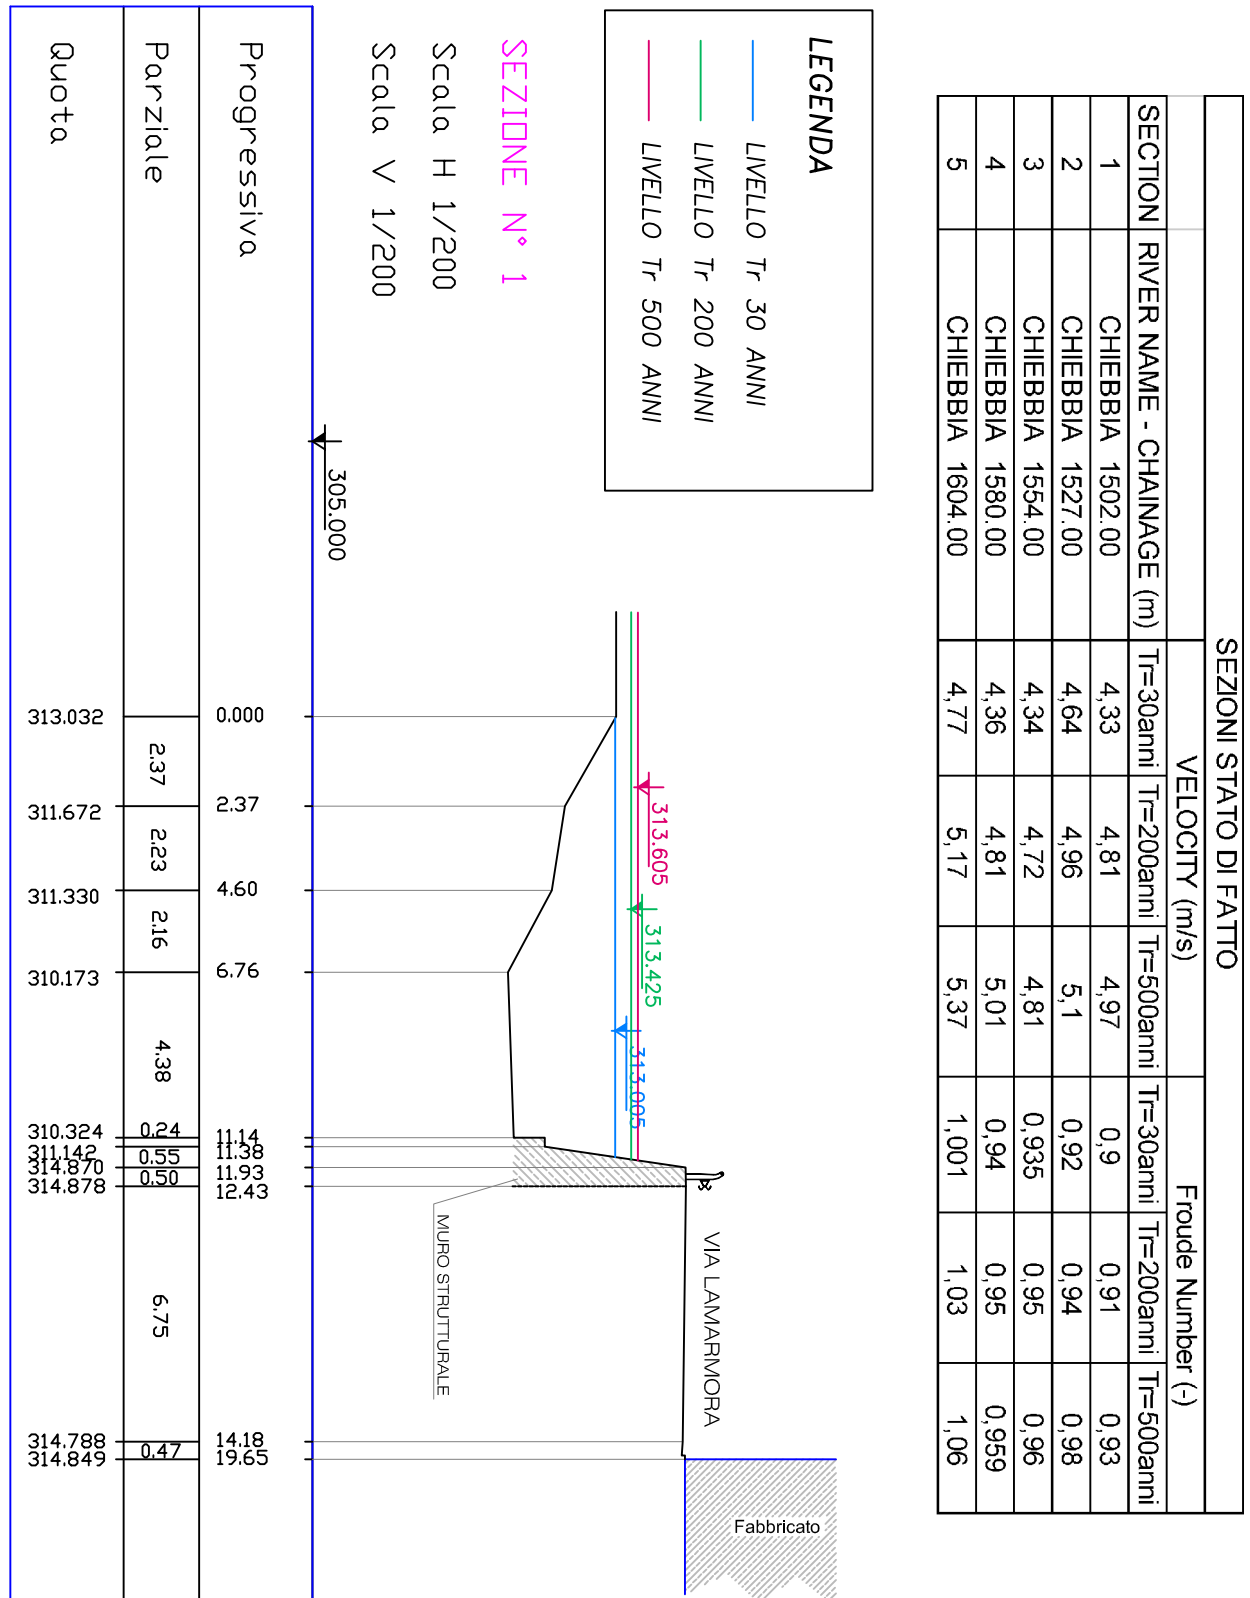 SEZIONI STATO DI FATTO
VELOCITY (m/s) Froude Number (-)
SECTION RIVER NAME - CHAINAGE (m) Tr=30anni Tr=200anni Tr=500anni Tr=30anni Tr=200anni Tr=500anni
1 CHIEBBIA 1502.00 4,33 4,81 4,97 0,9 0,91 0,93
2 CHIEBBIA 1527.00 4,64 4,96 5,1 0,92 0,94 0,98
3 CHIEBBIA 1554.00 4,34 4,72 4,81 0,935 0,95 0,96
4 CHIEBBIA 1580.00 4,36 4,81 5,01 0,94 0,95 0,959
5 CHIEBBIA 1604.00 4,77 5,17 5,37 1,001 1,03 1,06
LEGENDA
LIVELLO Tr 30 ANNI
LIVELLO Tr 200 ANNI
LIVELLO Tr 500 ANNI
SEZIONE N° 1
Scala H 1/200
Scala V 1/200
305.000
313.605
313.425
313.005
VIA LAMARMORA
MURO STRUTTURALE
Fabbricato
Progressiva 0.000 2.37 4.60 6.76 11.14 11.38 11.93 12.43 14.18 19.65
Parziale 2.37 2.23 2.16 4.38 0.24 0.55 0.50 6.75 0.47
Quota 313.032 311.672 311.330 310.173 310.324 311.142 314.870 314.878 314.788 314.849